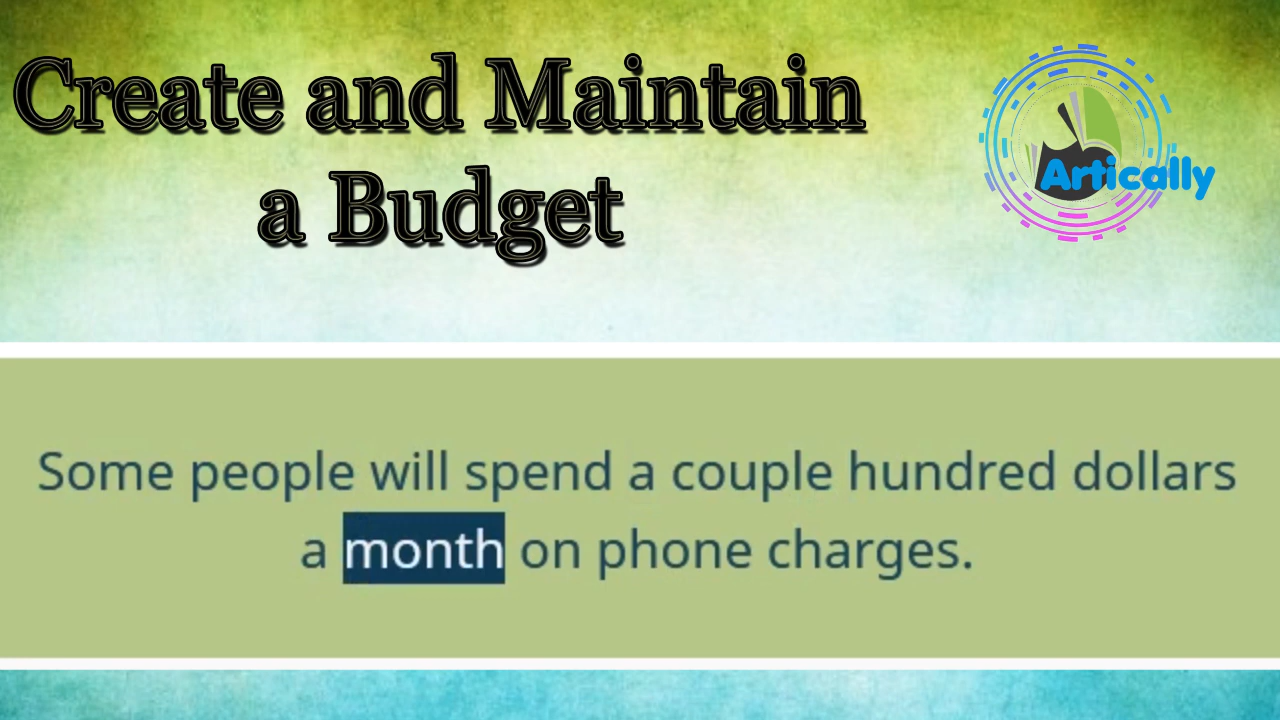 Create and Maintain
a Budget
Artically
Some people will spend a couple hundred dollars
a month on phone charges.